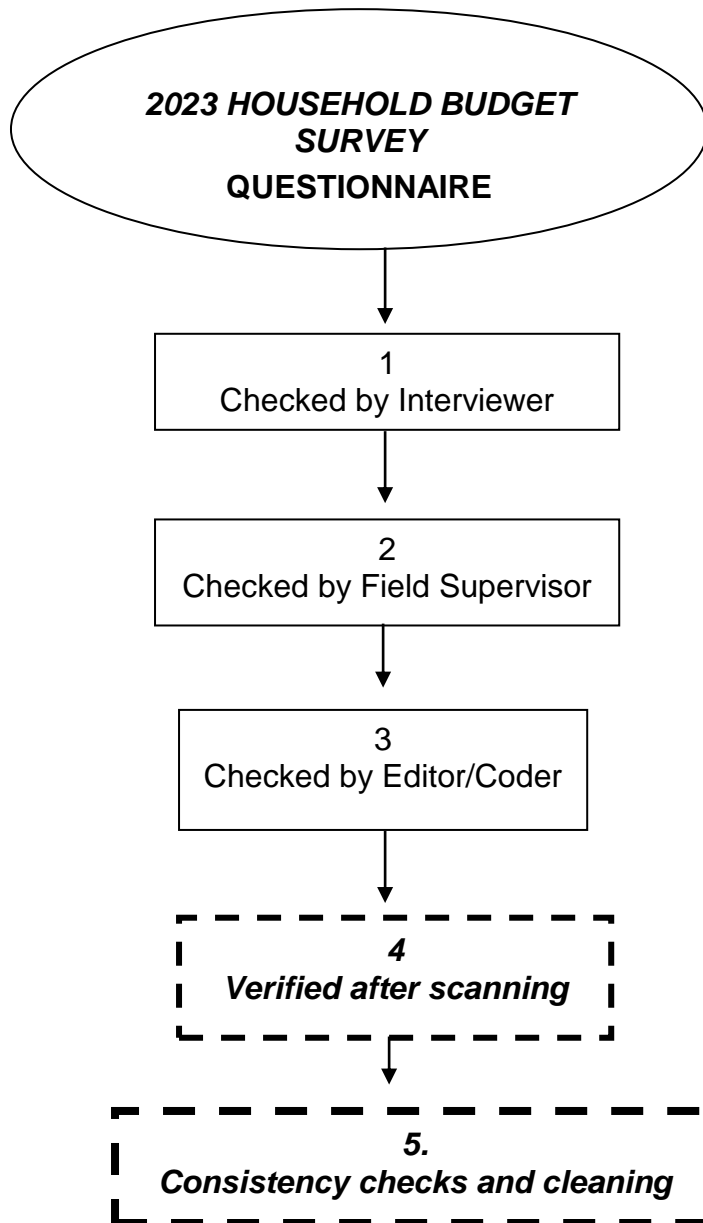 2023 HOUSEHOLD BUDGET
SURVEY
QUESTIONNAIRE
1
Checked by Interviewer
2
Checked by Field Supervisor
3
Checked by Editor/Coder
4
Verified after scanning
5.
Consistency checks and cleaning